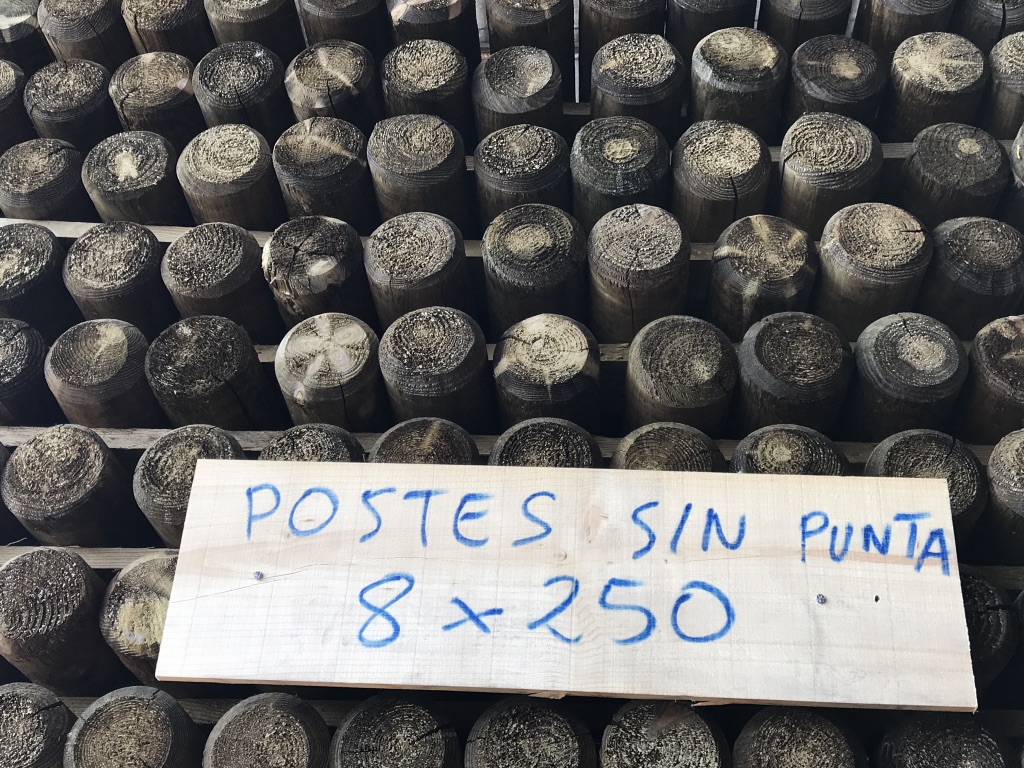 POSTES SIN PUNTA
8 x 250